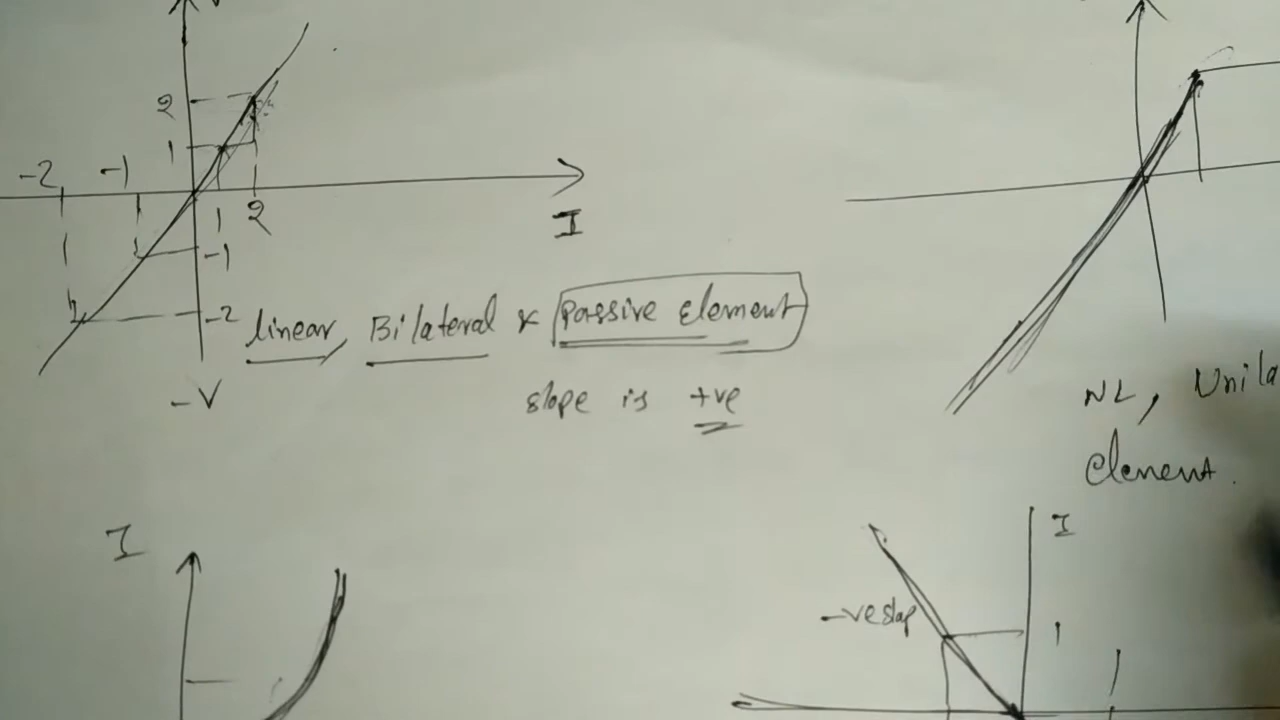 2
1
-2 -1
I
1 2
-1
-2
linear, Bilateral & Passive Element
-V
slope is +ve
NL, Unila
Element.
I
I
-ve slop
1